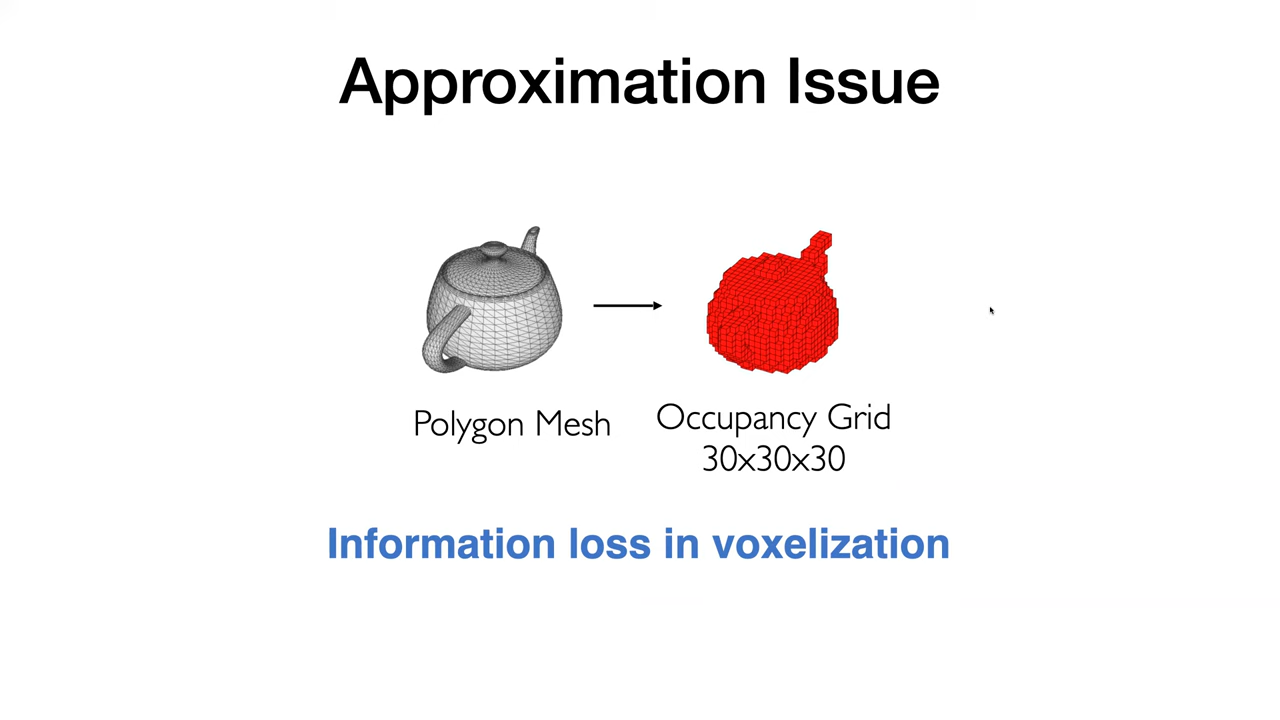 Approximation Issue
Polygon Mesh
Occupancy Grid
30x30x30
Information loss in voxelization